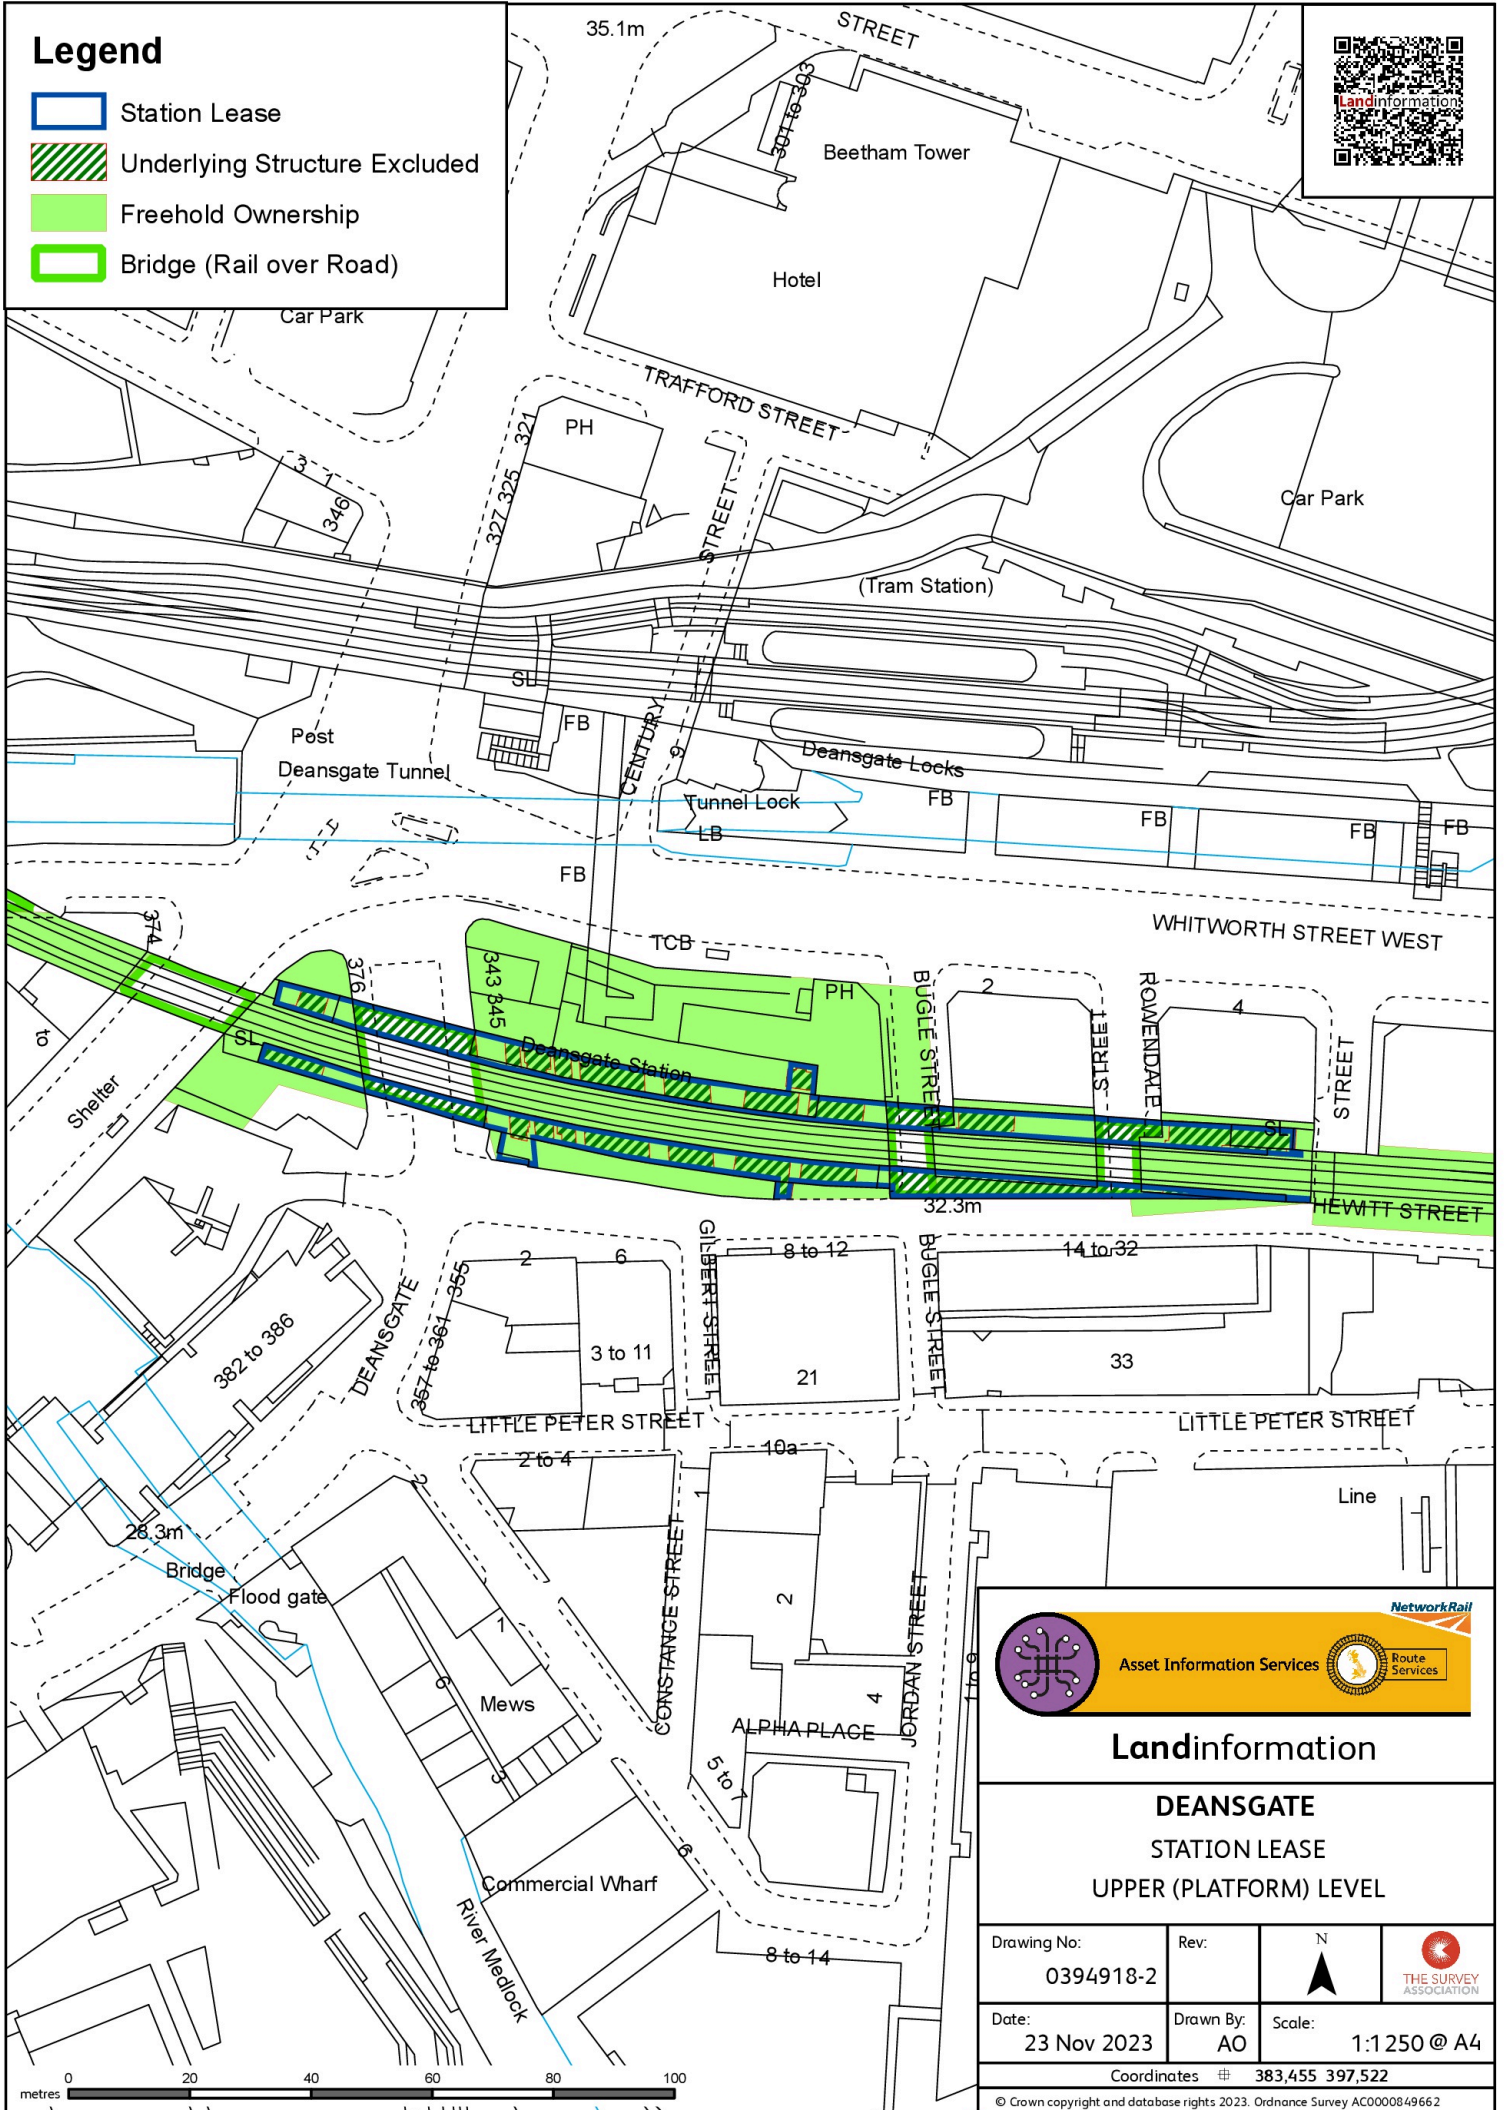 Legend
Station Lease
Underlying Structure Excluded
Freehold Ownership
Bridge (Rail over Road)
Landinformation
35.1m
STREET
301 to 303
Beetham Tower
Hotel
Car Park
TRAFFORD STREET
PH
321
327 325
3
1
346
STREET
Car Park
(Tram Station)
SL
FB
Post
Deansgate Tunnel
CENTURY
9
Deansgate Locks
Tunnel Lock
LB
FB
FB
FB
FB
FB
WHITWORTH STREET WEST
374
TCB
376
343 345
PH
BUGLE STREET
2
STREET
ROWENDALE
4
STREET
to
SL
Shelter
Deansgate Station
SL
32.3m
HEWITT STREET
2
6
GILBERT STREET
8 to 12
BUGLE STREET
14 to 32
355
357 to 361
DEANSGATE
382 to 386
3 to 11
21
33
LITTLE PETER STREET
LITTLE PETER STREET
2 to 4
10a
2
1
Line
28.3m
Bridge
Flood gate
CONSTANCE STREET
2
JORDAN STREET
1
6
Mews
3
4
1 to 9
ALPHA PLACE
5 to 7
6
Commercial Wharf
River Medlock
8 to 14
NetworkRail
Asset Information Services
Route
Services
Landinformation
DEANSGATE
STATION LEASE
UPPER (PLATFORM) LEVEL
Drawing No:
0394918-2
Rev:
N
THE SURVEY
ASSOCIATION
Date:
23 Nov 2023
Drawn By:
AO
Scale:
1:1250 @ A4
Coordinates 383,455 397,522
© Crown copyright and database rights 2023. Ordnance Survey AC0000849662
metres
0 20 40 60 80 100